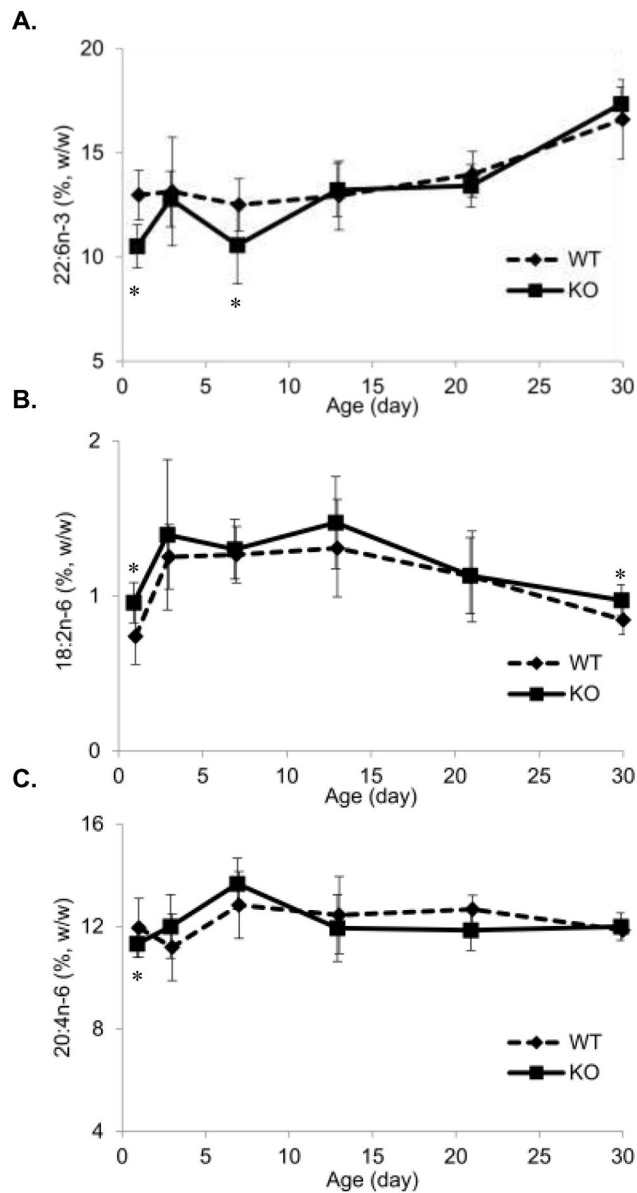 A.
22:6n-3 (%, w/w)
20
15
10
5
* *
WT
KO
0 5 10 15 20 25 30
Age (day)
B.
18:2n-6 (%, w/w)
2
1
0
* *
WT
KO
0 5 10 15 20 25 30
Age (day)
C.
20:4n-6 (%, w/w)
16
12
8
4
*
WT
KO
0 5 10 15 20 25 30
Age (day)